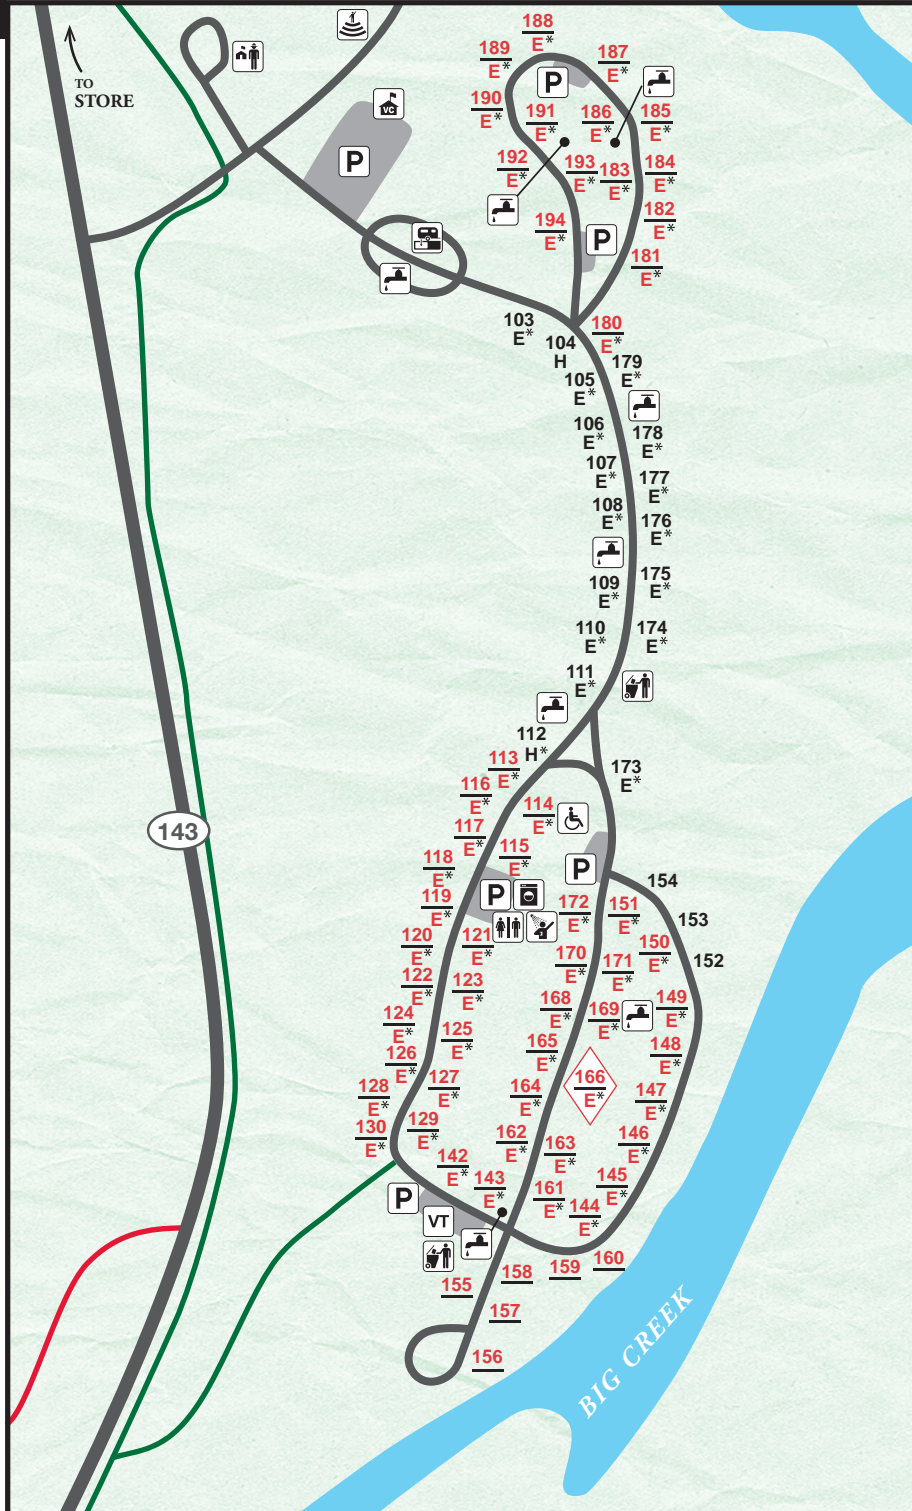 188
E*
189
E*
187
E*
P
190
E*
191
E*
186
E*
185
E*
TO
STORE
VC
P
192
E*
193
E*
183
E*
184
E*
194
E*
182
E*
P
181
E*
103
E*
180
E*
104
H
179
E*
105
E*
106
E*
178
E*
107
E*
177
E*
108
E*
176
E*
109
E*
175
E*
110
E*
174
E*
111
E*
112
H*
113
E*
173
E*
116
E*
114
E*
143
117
E*
115
E*
118
E*
P
154
119
E*
P
172
E*
151
E*
153
120
E*
121
E*
150
E*
152
122
E*
123
E*
170
E*
171
E*
124
E*
168
E*
169
E*
149
E*
125
E*
165
E*
148
E*
126
E*
127
E*
164
E*
166
E*
147
E*
128
E*
129
E*
162
E*
146
E*
130
E*
142
E*
163
E*
145
E*
143
E*
161
E*
144
E*
P
VT
155
158
159
160
157
156
BIG CREEK